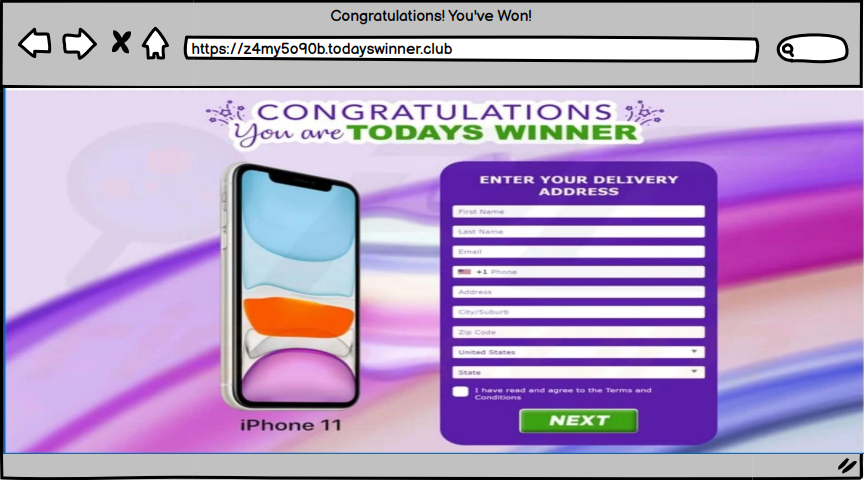 Congratulations! You've Won!
https://z4my5o90b.todayswinner.club
CONGRATULATIONS
You are TODAYS WINNER
iPhone 11
ENTER YOUR DELIVERY
ADDRESS
First Name
Last Name
Email
+1 Phone
Address
City/Suburb
Zip Code
United States
State
I have read and agree to the Terms and
Conditions
NEXT